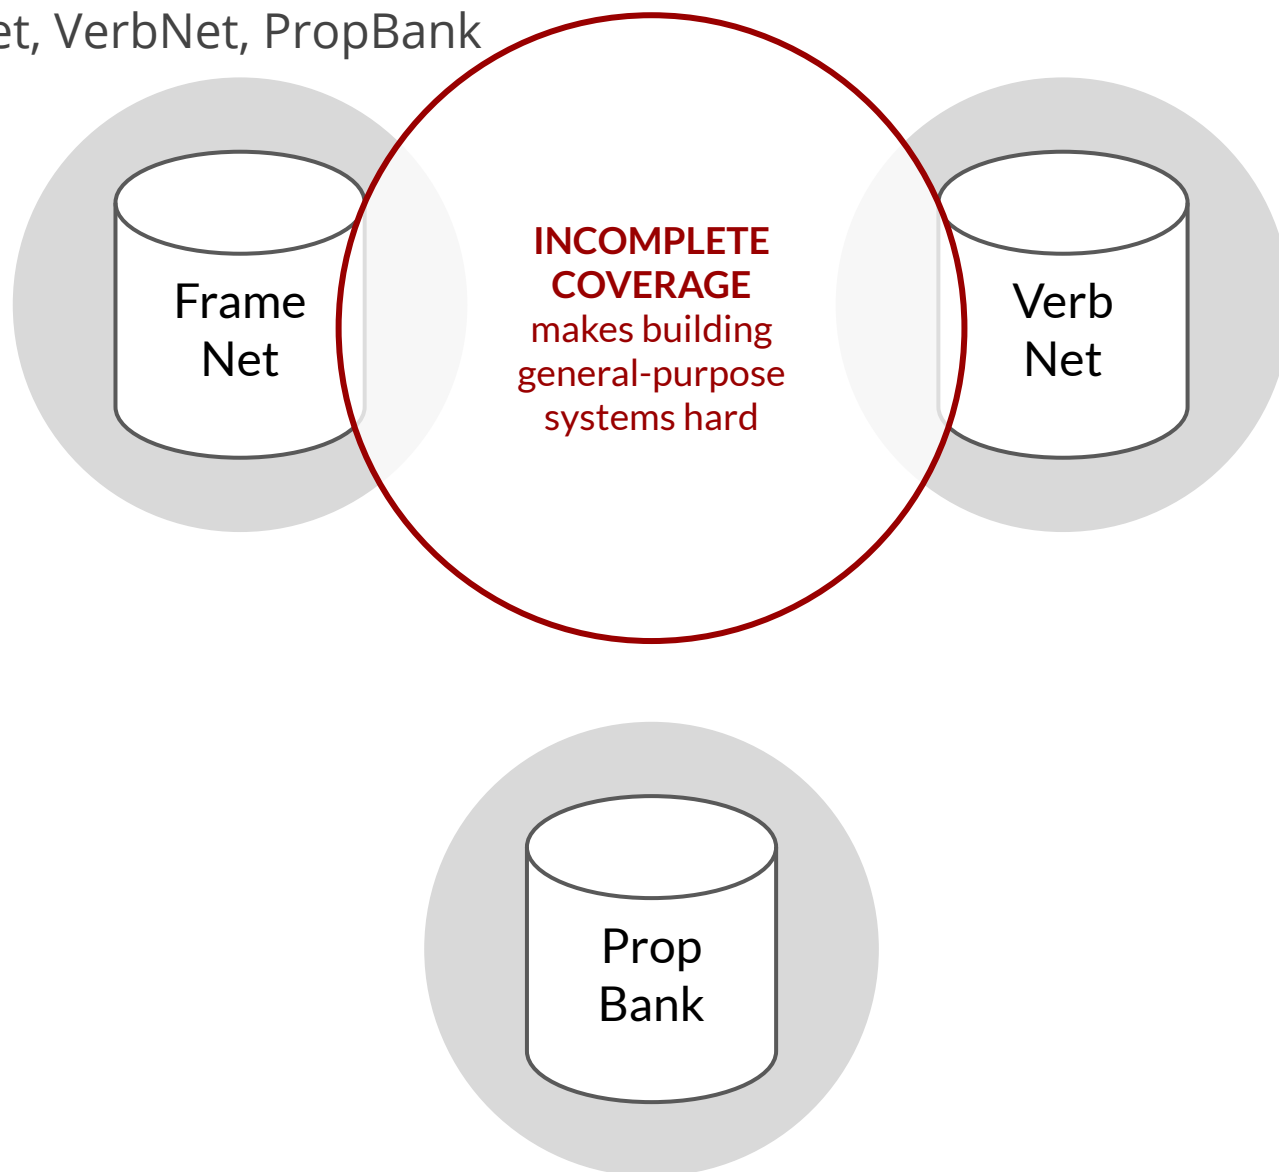 et, VerbNet, PropBank
Frame
Net
INCOMPLETE
COVERAGE
makes building
general-purpose
systems hard
Verb
Net
Prop
Bank